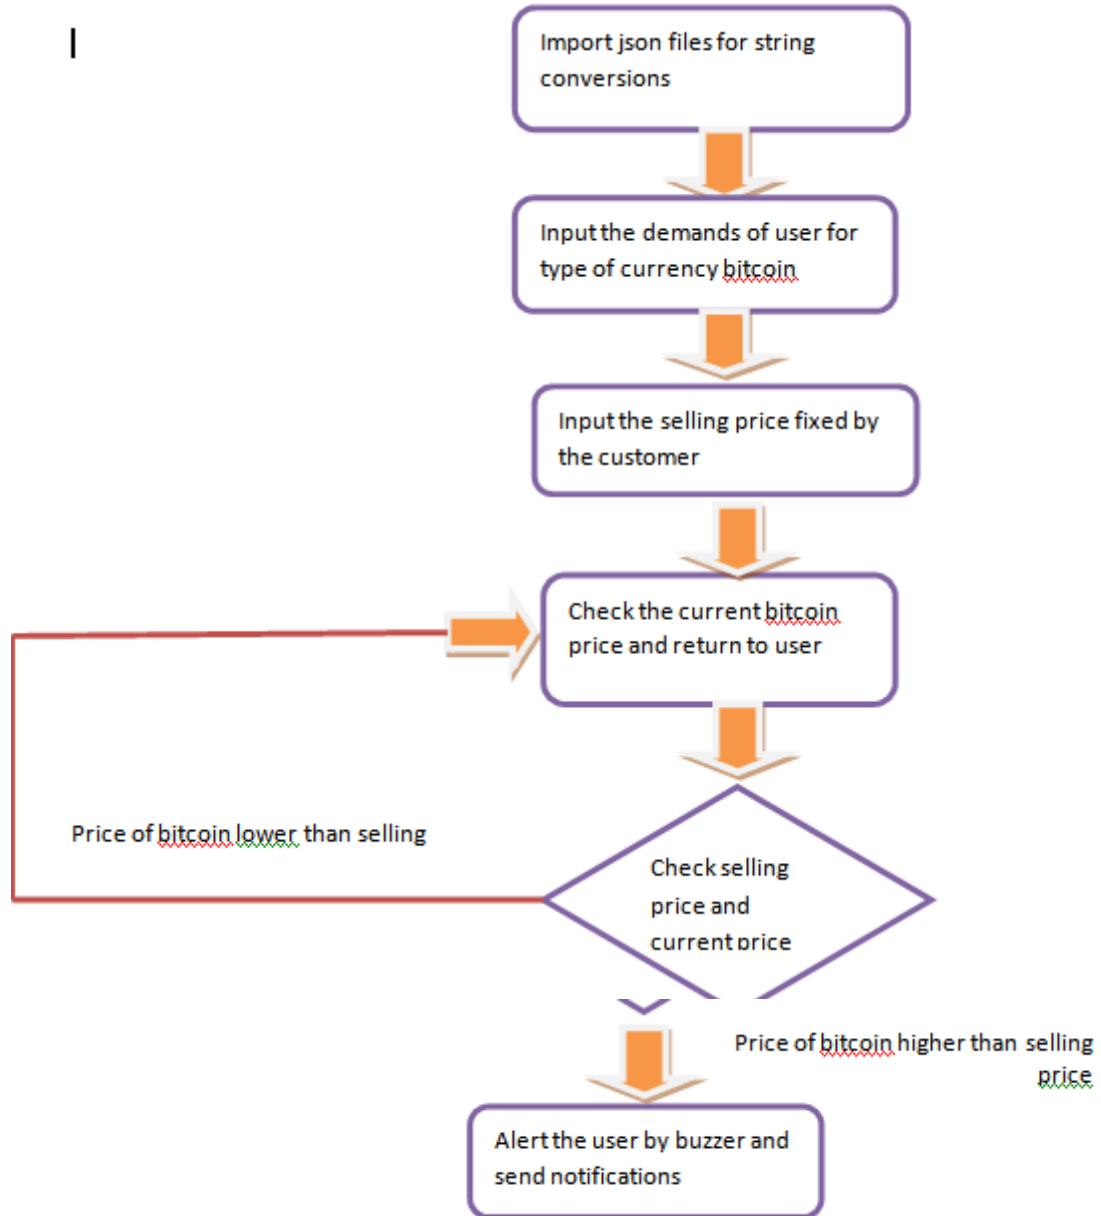 Import json files for string
conversions
Input the demands of user for
type of currency bitcoin
Input the selling price fixed by
the customer
Check the current bitcoin
price and return to user
Price of bitcoin lower than selling
Check selling
price and
current price
Price of bitcoin higher than selling
price
Alert the user by buzzer and
send notifications